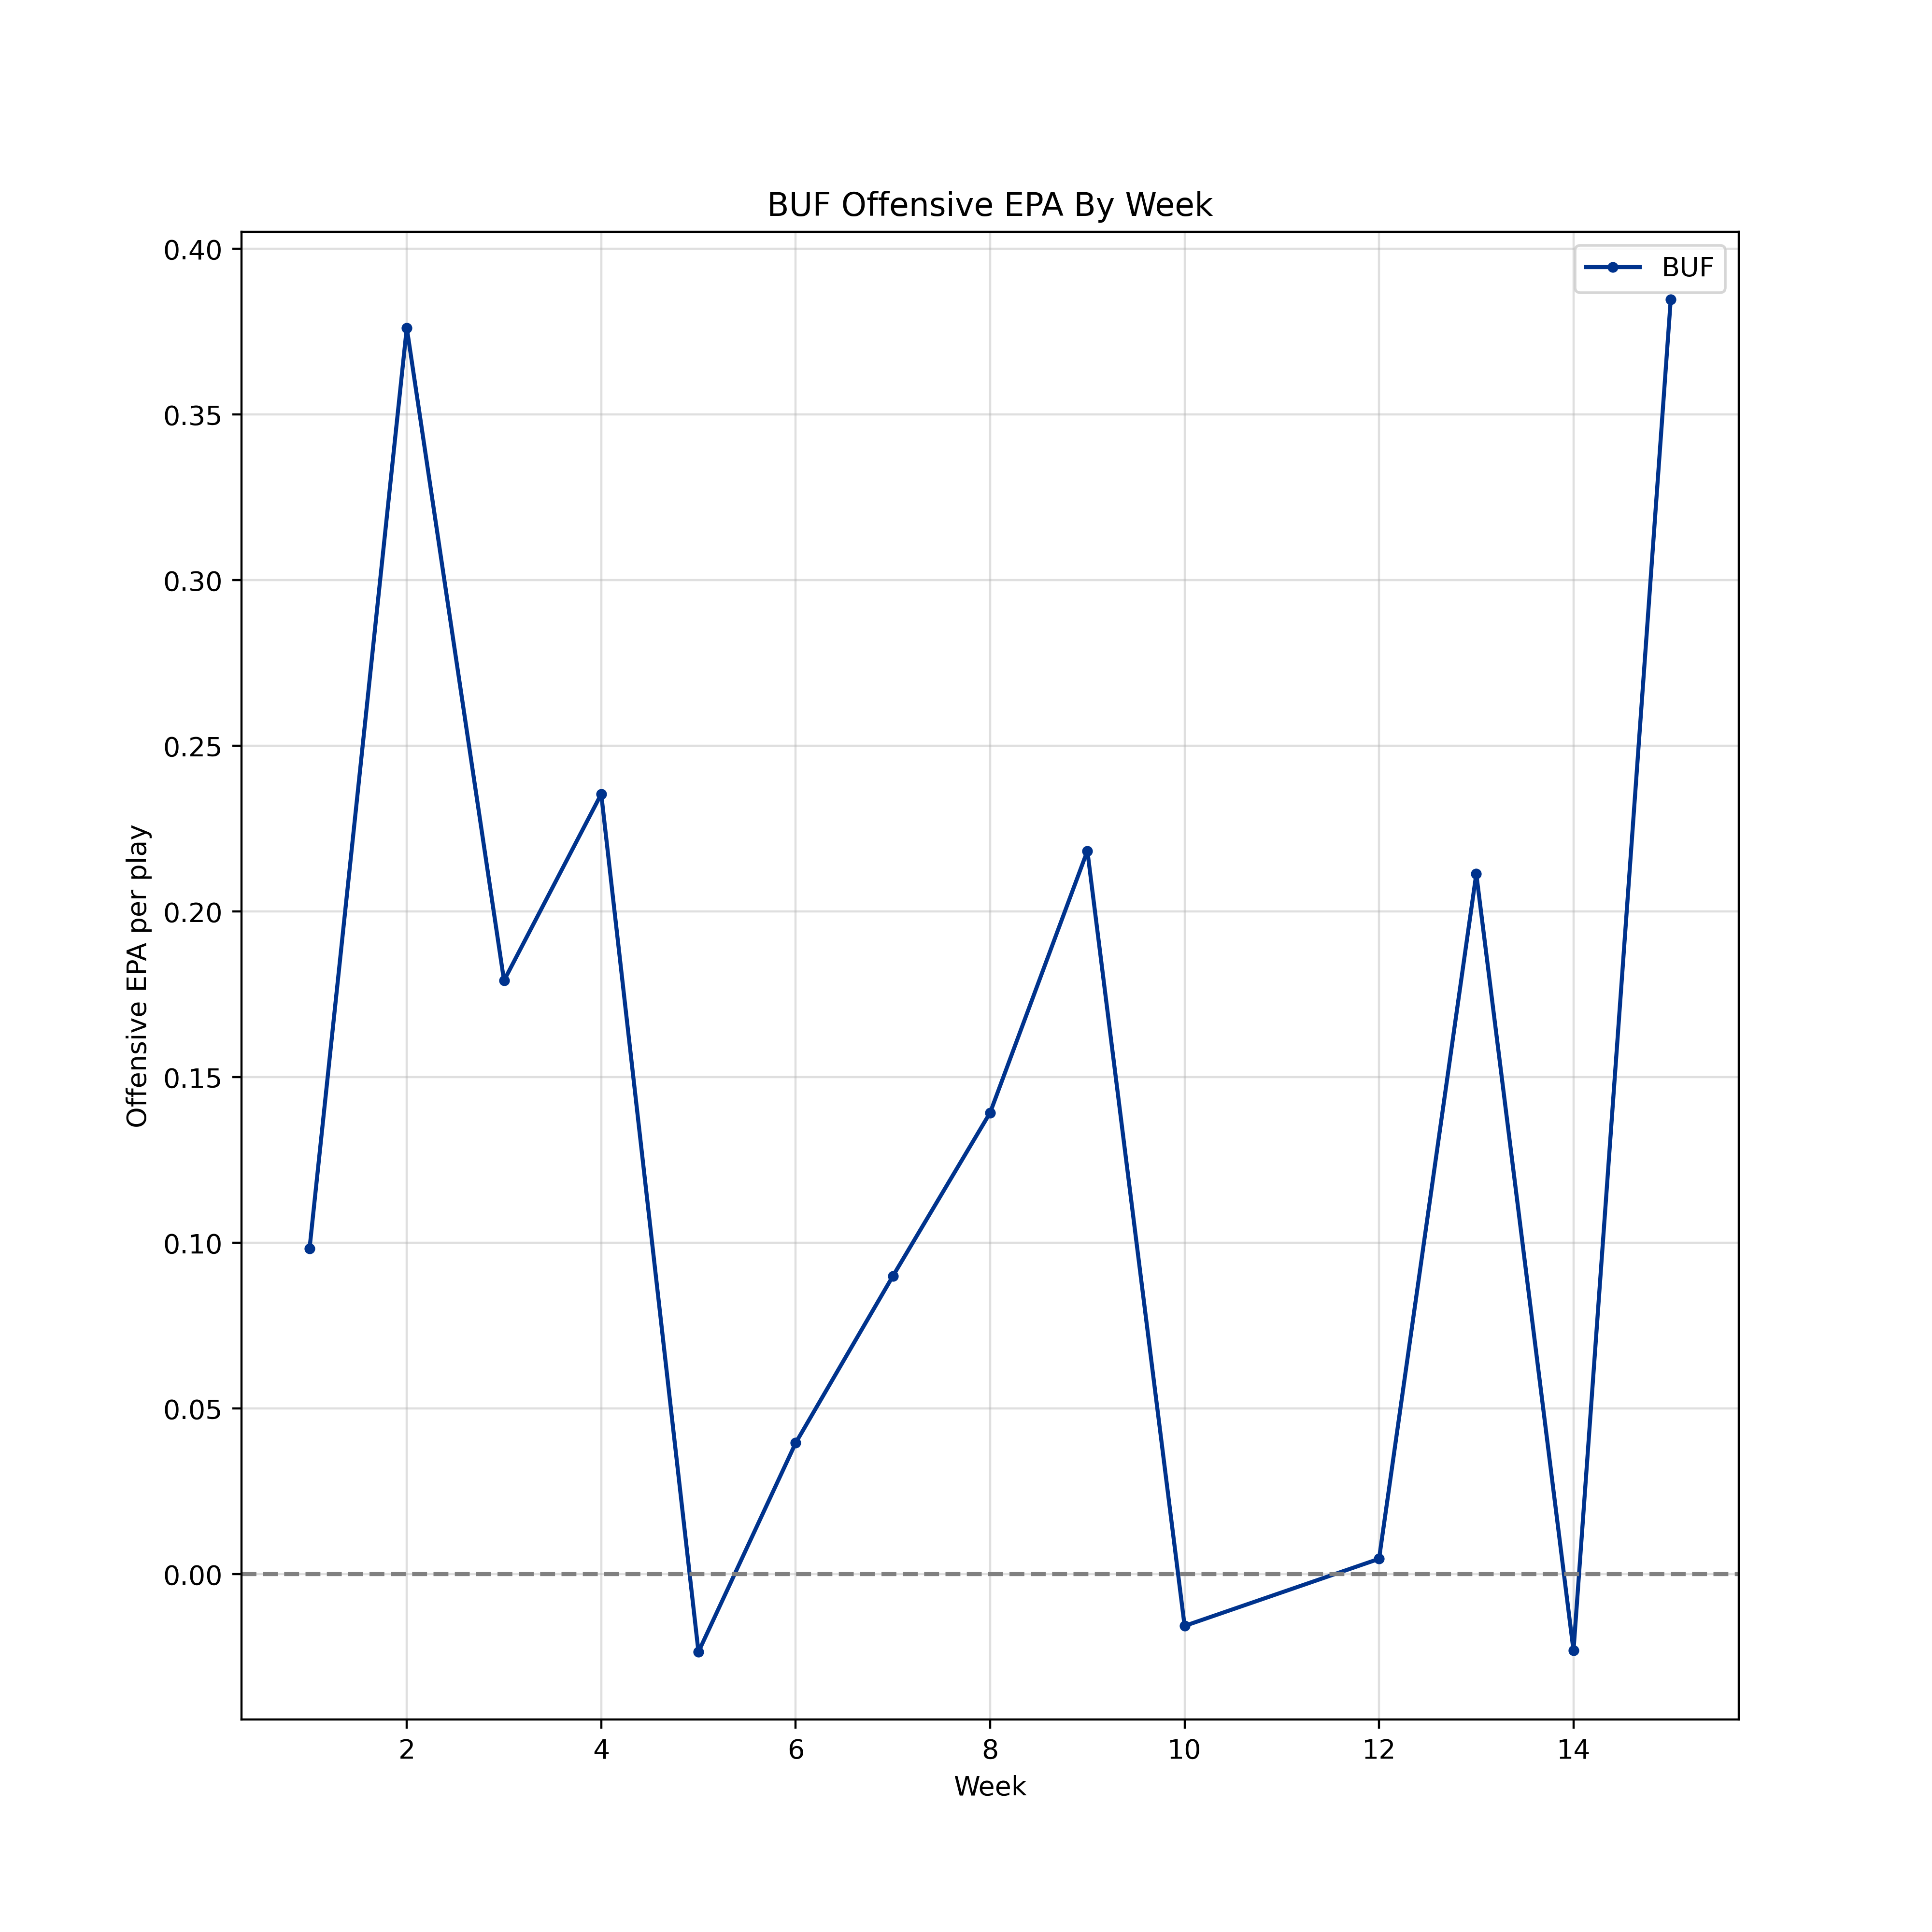 BUF Offensive EPA By Week
BUF
0.40
0.35
0.30
0.25
0.20
0.15
0.10
0.05
0.00
Offensive EPA per play
2 4 6 8 10 12 14
Week